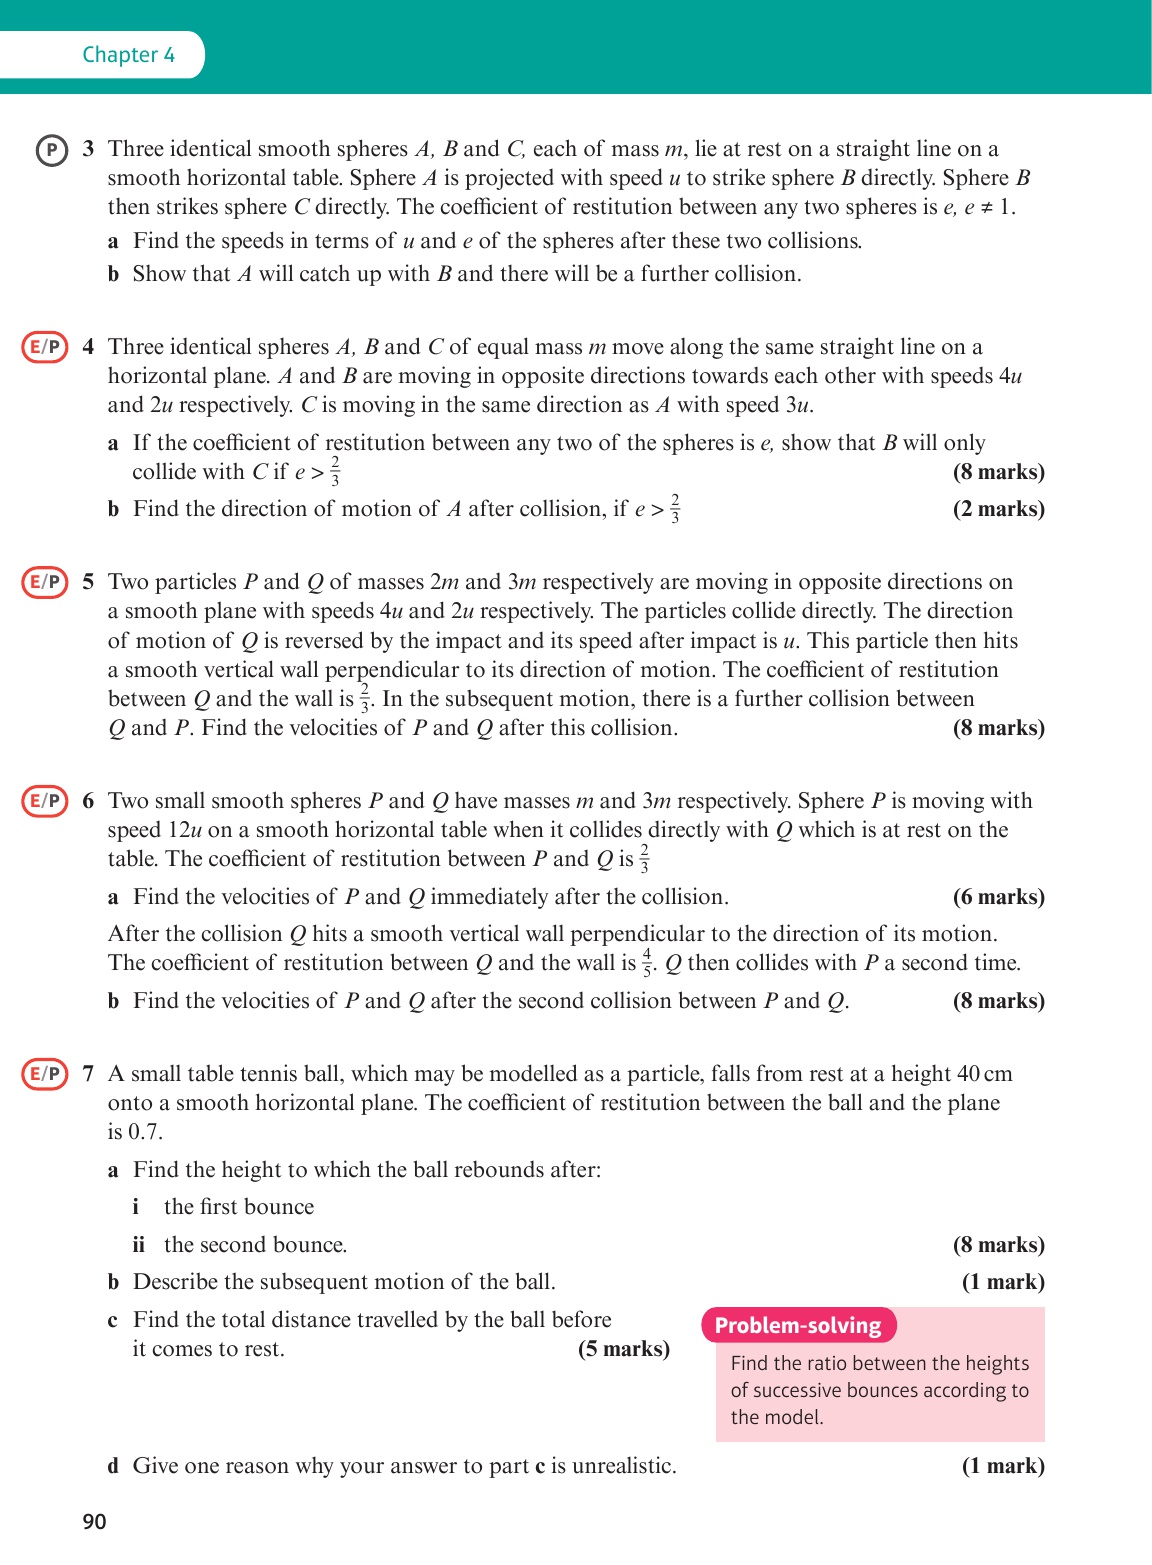 Chapter 4
P 3 Three identical smooth spheres A, B and C, each of mass m, lie at rest on a straight line on a
smooth horizontal table. Sphere A is projected with speed u to strike sphere B directly. Sphere B
then strikes sphere C directly. The coefficient of restitution between any two spheres is e, e ≠ 1.
a Find the speeds in terms of u and e of the spheres after these two collisions.
b Show that A will catch up with B and there will be a further collision.
E/P 4 Three identical spheres A, B and C of equal mass m move along the same straight line on a
horizontal plane. A and B are moving in opposite directions towards each other with speeds 4u
and 2u respectively. C is moving in the same direction as A with speed 3u.
a If the coefficient of restitution between any two of the spheres is e, show that B will only
collide with C if e > 2/3 (8 marks)
b Find the direction of motion of A after collision, if e > 2/3 (2 marks)
E/P 5 Two particles P and Q of masses 2m and 3m respectively are moving in opposite directions on
a smooth plane with speeds 4u and 2u respectively. The particles collide directly. The direction
of motion of Q is reversed by the impact and its speed after impact is u. This particle then hits
a smooth vertical wall perpendicular to its direction of motion. The coefficient of restitution
between Q and the wall is 2/3. In the subsequent motion, there is a further collision between
Q and P. Find the velocities of P and Q after this collision. (8 marks)
E/P 6 Two small smooth spheres P and Q have masses m and 3m respectively. Sphere P is moving with
speed 12u on a smooth horizontal table when it collides directly with Q which is at rest on the
table. The coefficient of restitution between P and Q is 2/3
a Find the velocities of P and Q immediately after the collision. (6 marks)
After the collision Q hits a smooth vertical wall perpendicular to the direction of its motion.
The coefficient of restitution between Q and the wall is 4/5. Q then collides with P a second time.
b Find the velocities of P and Q after the second collision between P and Q. (8 marks)
E/P 7 A small table tennis ball, which may be modelled as a particle, falls from rest at a height 40 cm
onto a smooth horizontal plane. The coefficient of restitution between the ball and the plane
is 0.7.
a Find the height to which the ball rebounds after:
i the first bounce
ii the second bounce. (8 marks)
b Describe the subsequent motion of the ball. (1 mark)
c Find the total distance travelled by the ball before
it comes to rest. (5 marks)
Problem-solving
Find the ratio between the heights
of successive bounces according to
the model.
d Give one reason why your answer to part c is unrealistic. (1 mark)
90